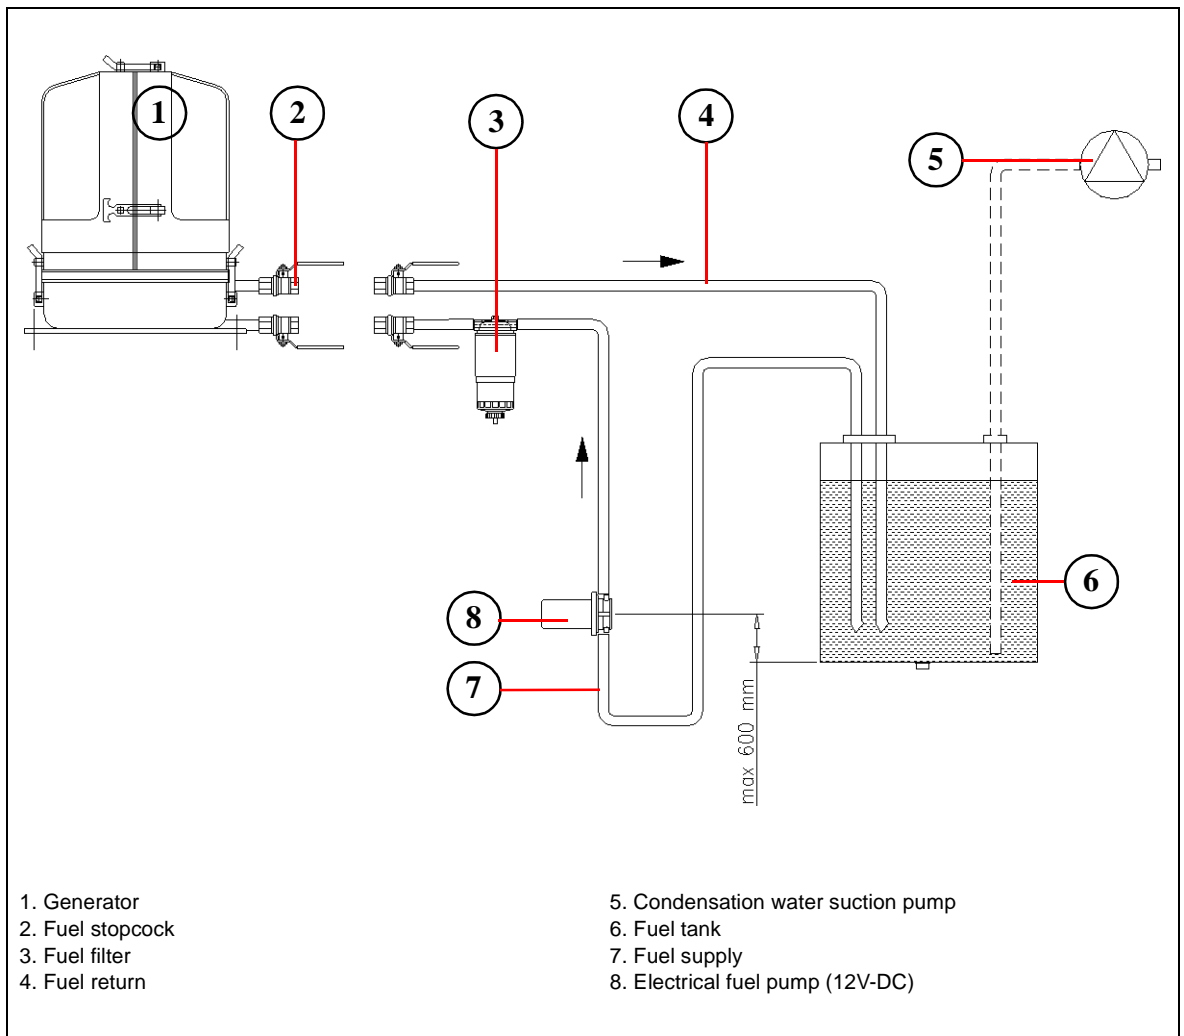 1
2
3
4
5
6
8
7
max 600 mm
1. Generator
2. Fuel stopcock
3. Fuel filter
4. Fuel return
5. Condensation water suction pump
6. Fuel tank
7. Fuel supply
8. Electrical fuel pump (12V-DC)